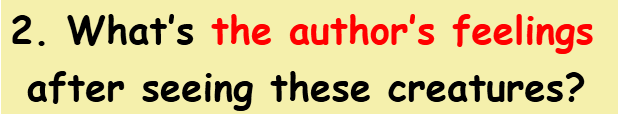 2. What's the author's feelings
after seeing these creatures?